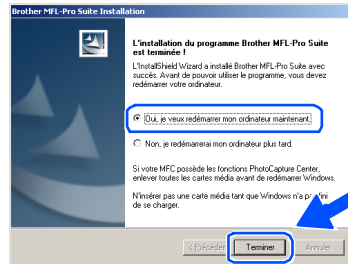 Brother MFL-Pro Suite Installation
L'installation du programme Brother MFL-Pro Suite
est terminée !
L'InstallShield Wizard a installé Brother MFL-Pro Suite avec
succès. Avant de pouvoir utiliser le programme, vous devez
redémarrer votre ordinateur.
Oui, je veux redémarrer mon ordinateur maintenant.
Non, je redémarrerai mon ordinateur plus tard.
Si votre MFC possède les fonctions PhotoCapture Center,
enlever toutes les cartes média avant de redémarrer Windows.
N'insérer pas une carte média tant que Windows n'a pas fini
de se charger.
< Précéden Terminer Annuler